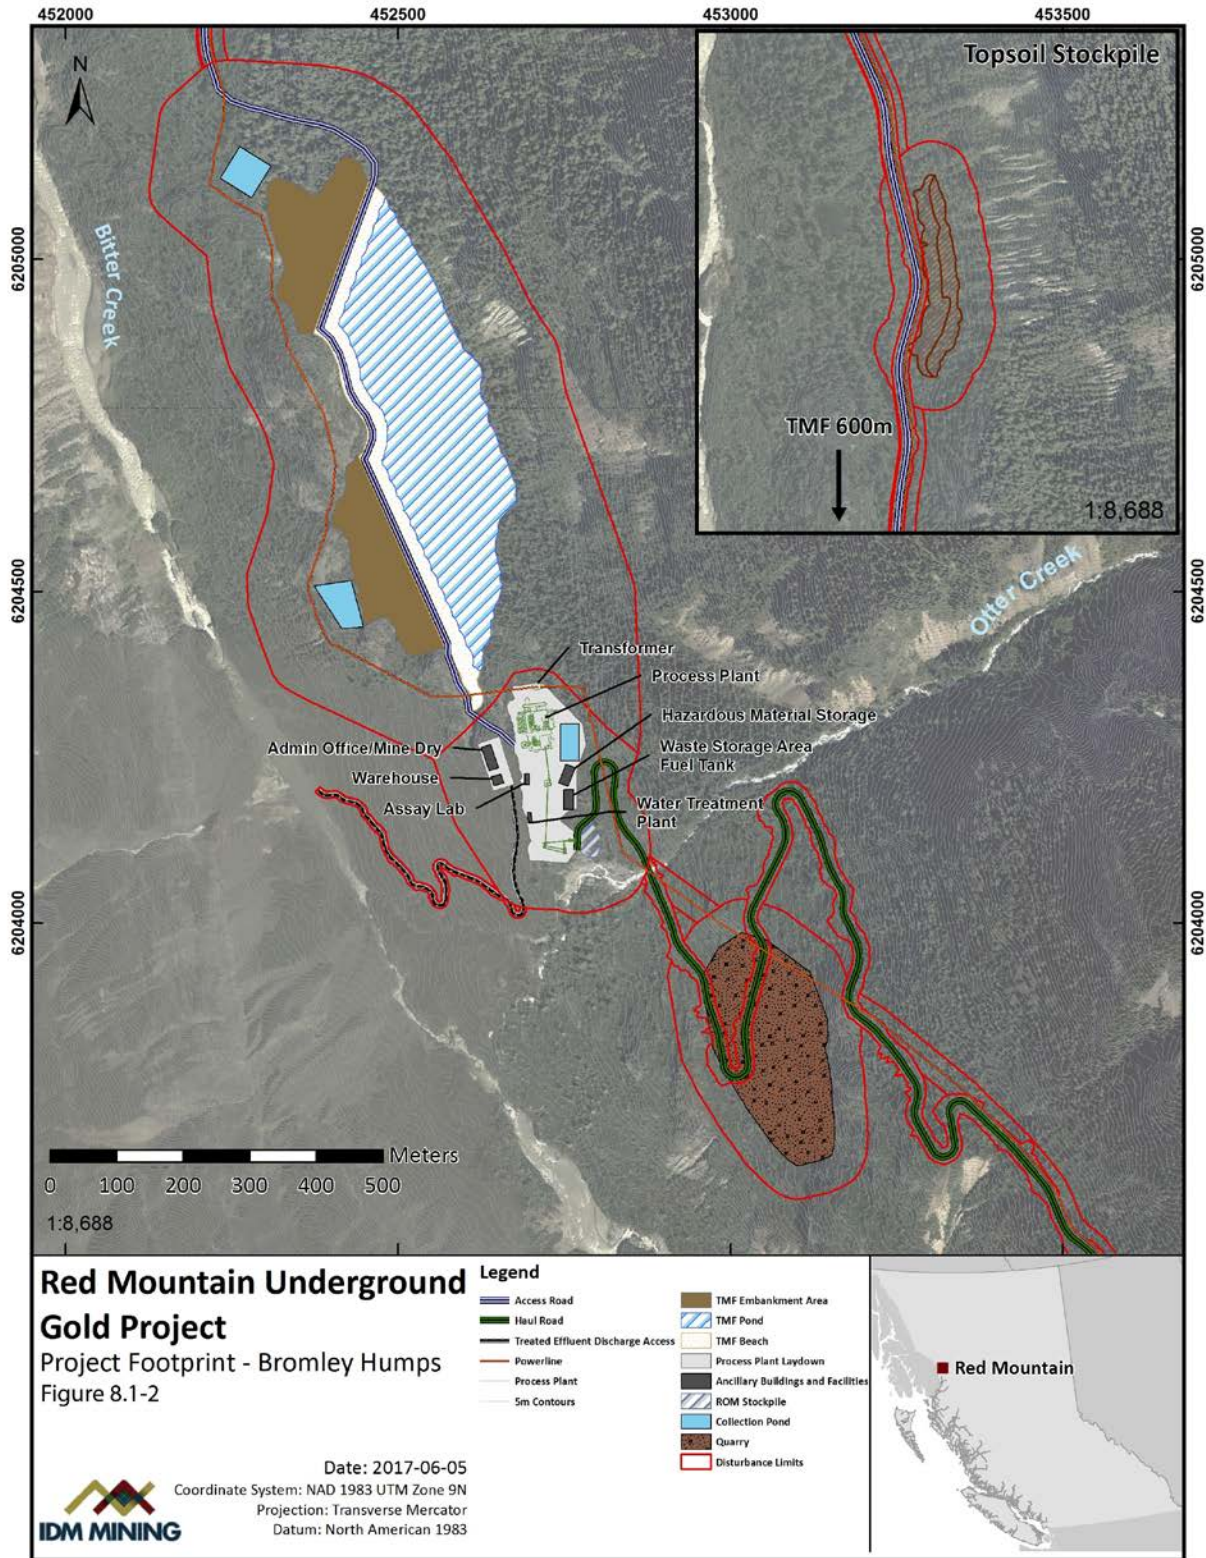 452000
452500
453000
453500
N
Topsoil Stockpile
6205000
6205000
Bitter Creek
TMF 600m
1:8,688
6204500
6204500
Otter Creek
Transformer
Process Plant
Hazardous Material Storage
Admin Office/Mine Dry
Waste Storage Area
Fuel Tank
Warehouse
Assay Lab
Water Treatment
Plant
6204000
6204000
Meters
0 100 200 300 400 500
1:8,688
Red Mountain Underground
Gold Project
Project Footprint - Bromley Humps
Figure 8.1-2
Date: 2017-06-05
Coordinate System: NAD 1983 UTM Zone 9N
Projection: Transverse Mercator
Datum: North American 1983
IDM MINING
Legend
Access Road
Haul Road
Treated Effluent Discharge Access
Powerline
Process Plant
5m Contours
TMF Embankment Area
TMF Pond
TMF Beach
Process Plant Laydown
Ancillary Buildings and Facilities
ROM Stockpile
Collection Pond
Quarry
Disturbance Limits
Red Mountain